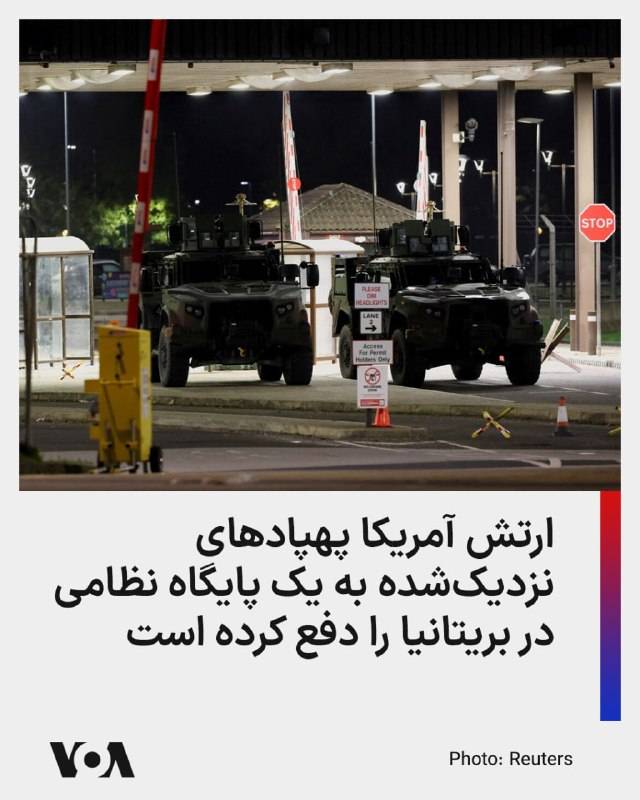 STOP
PLEASE
DIM
HEADLIGHTS
LANE
2
Access
For Permit
Holders Only
ارتش آمریکا پهپادهای
نزدیک‌شده به یک پایگاه نظامی
در بریتانیا را دفع کرده است
VOA
Photo: Reuters